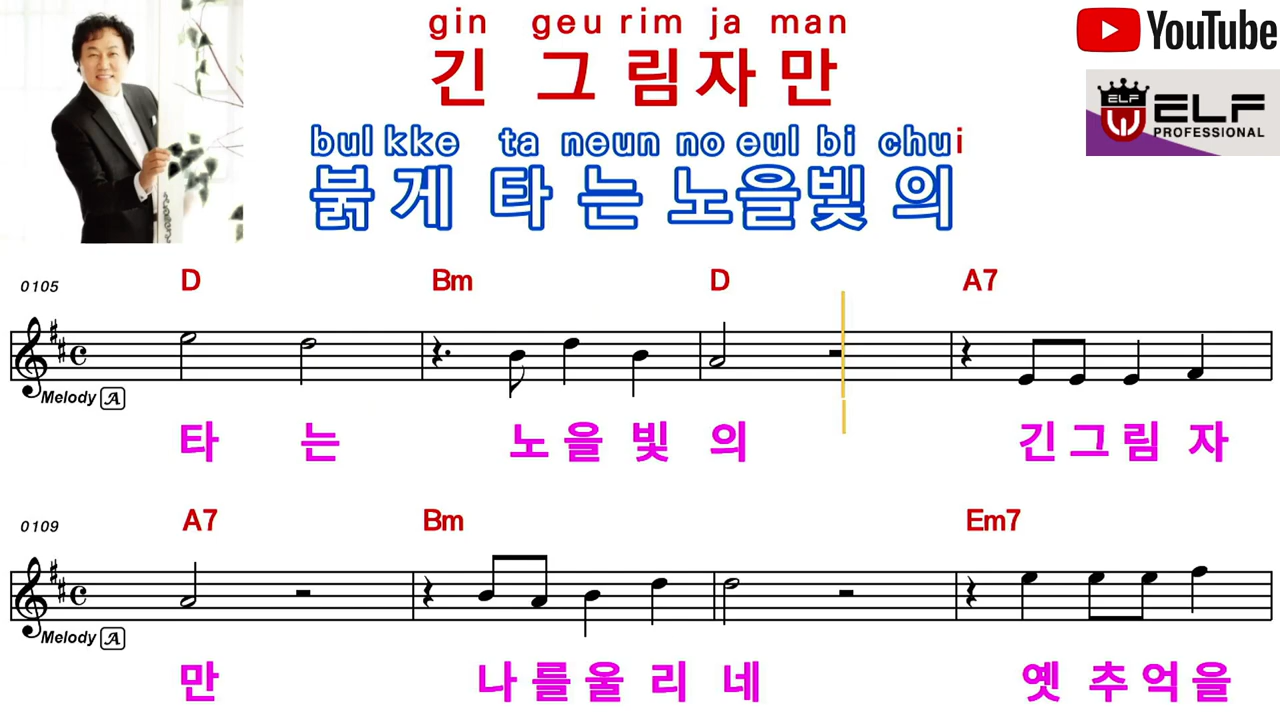 gin geu rim ja man
긴 그 림 자 만
YouTube
ELF
ELF
PROFESSIONAL
bul kke ta neun no eul bi chu i
붉 게 타 는 노 을 빛 의
0105 D Bm D A7
Melody A
타 는 노 을 빛 의 긴 그 림 자
0109 A7 Bm Em7
Melody A
만 나 를 울 리 네 옛 추 억 을